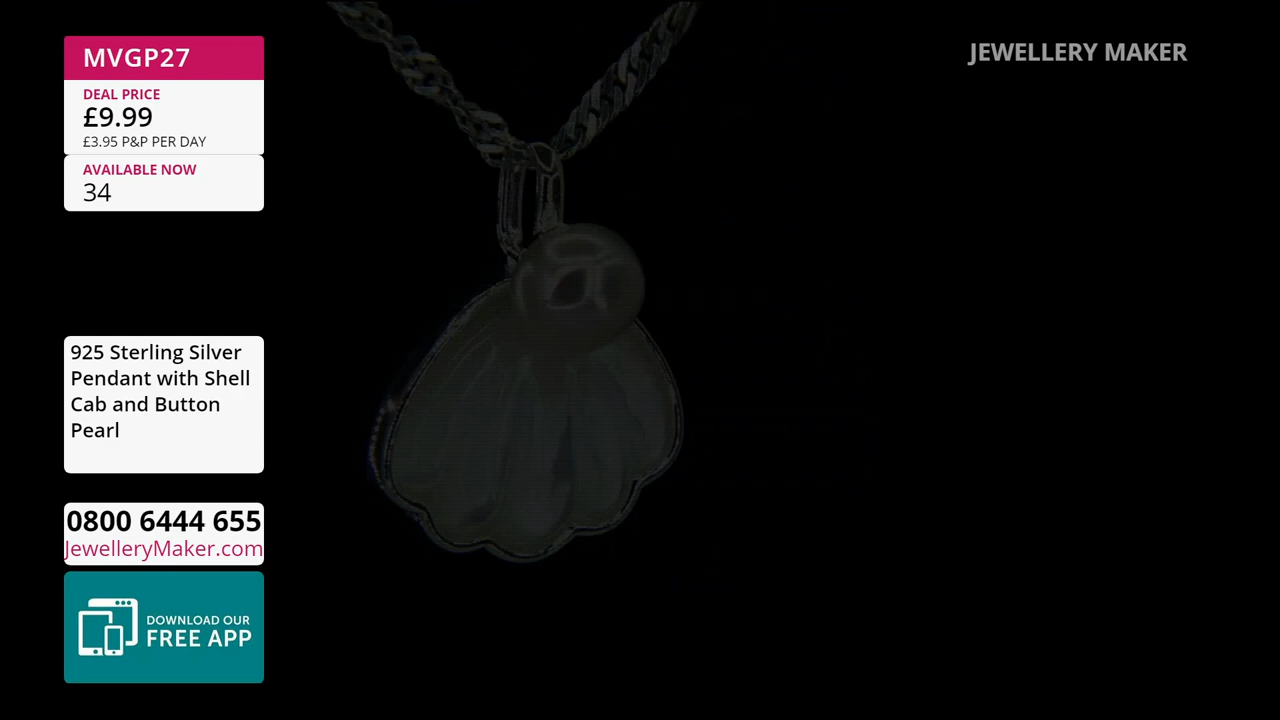 MVGP27
DEAL PRICE
£9.99
£3.95 P&P PER DAY
AVAILABLE NOW
34
925 Sterling Silver
Pendant with Shell
Cab and Button
Pearl
0800 6444 655
JewelleryMaker.com
DOWNLOAD OUR
FREE APP
JEWELLERY MAKER